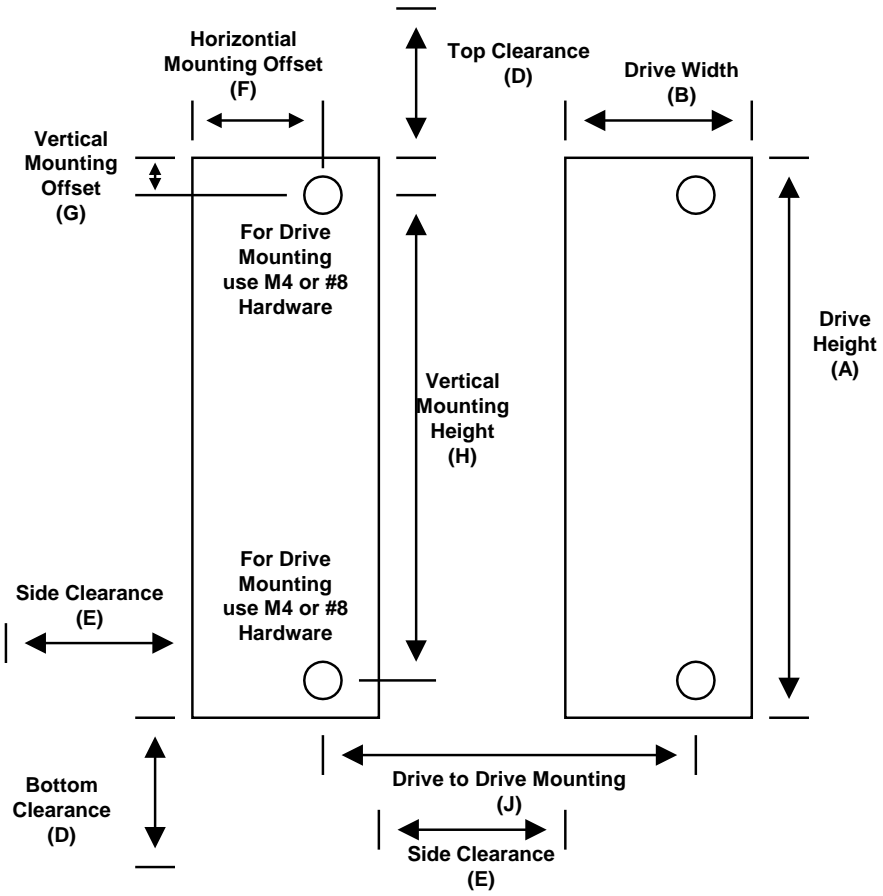 Horizontial
Mounting Offset
(F)
Top Clearance
(D)
Drive Width
(B)
Vertical
Mounting
Offset
(G)
For Drive
Mounting
use M4 or #8
Hardware
Drive
Height
(A)
Vertical
Mounting
Height
(H)
For Drive
Mounting
use M4 or #8
Hardware
Side Clearance
(E)
Drive to Drive Mounting
(J)
Bottom
Clearance
(D)
Side Clearance
(E)